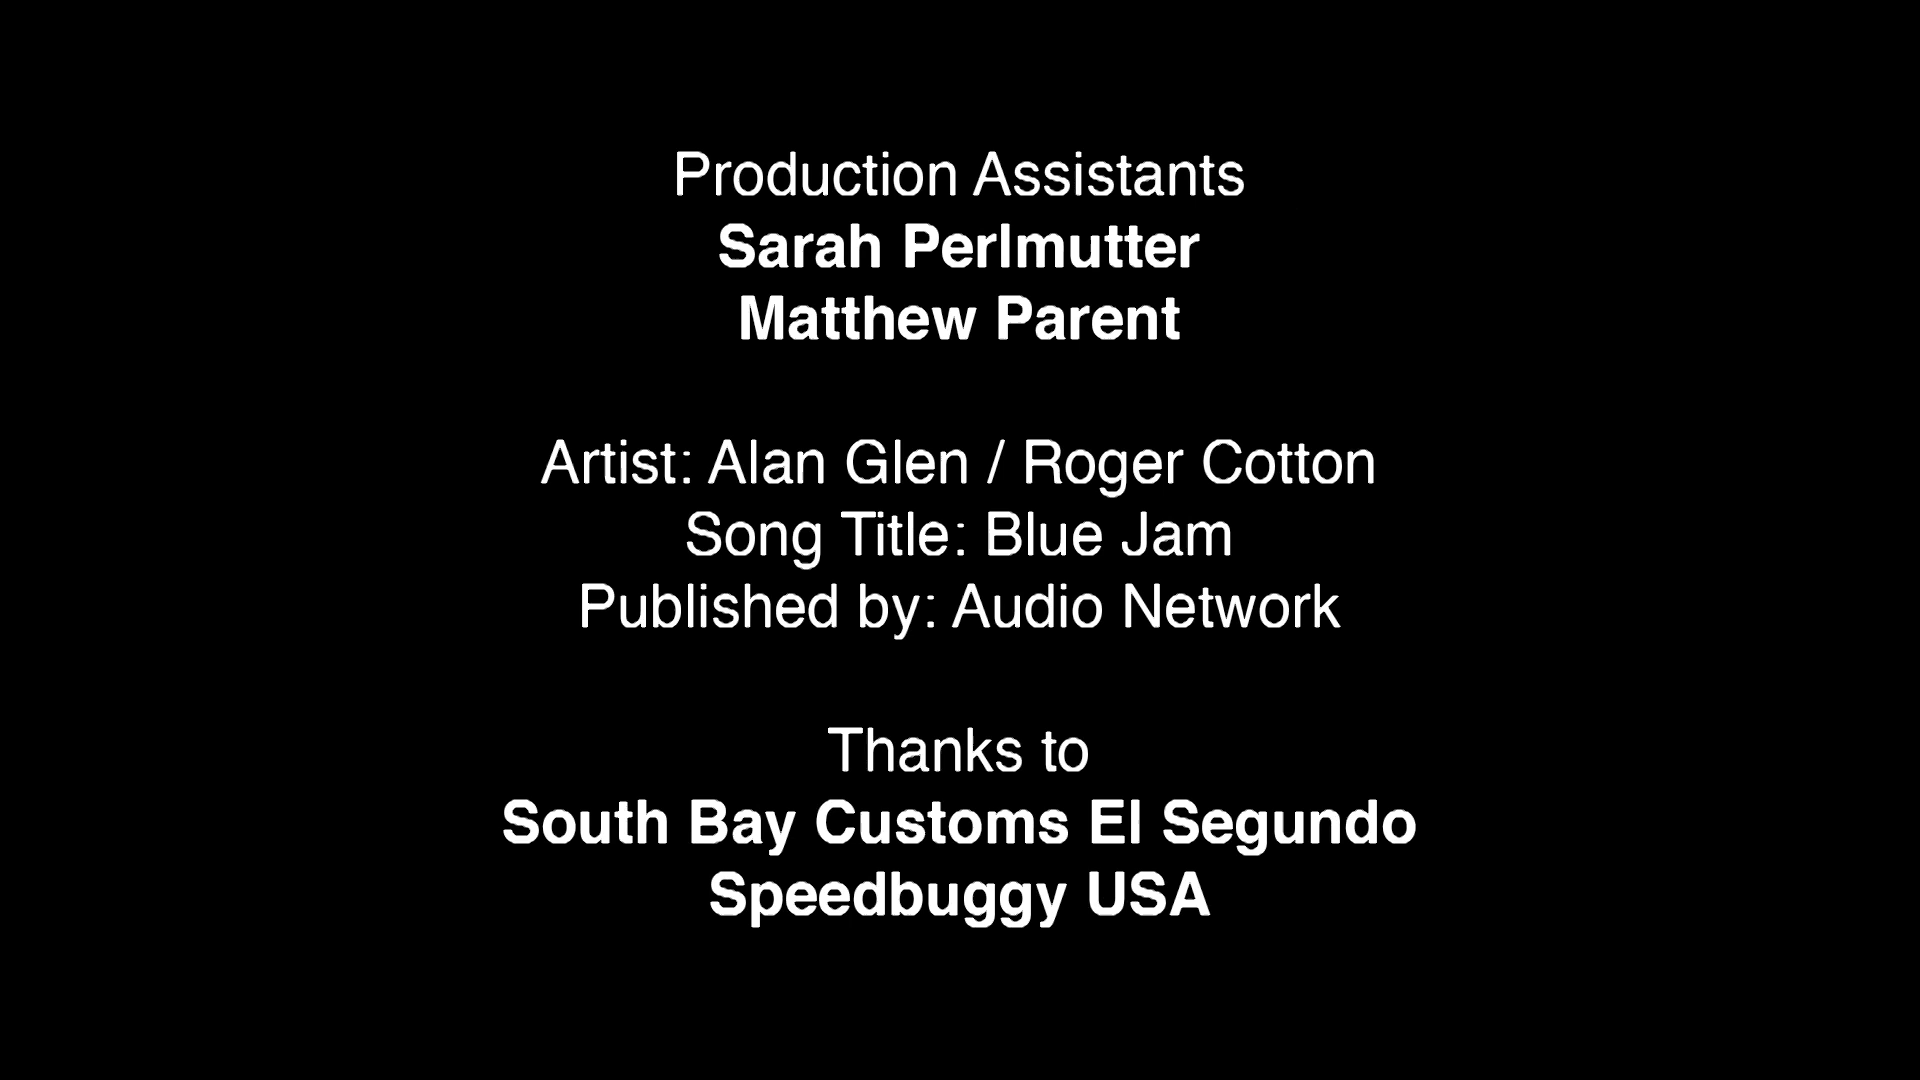 Production Assistants
Sarah Perlmutter
Matthew Parent
Artist: Alan Glen / Roger Cotton
Song Title: Blue Jam
Published by: Audio Network
Thanks to
South Bay Customs El Segundo
Speedbuggy USA